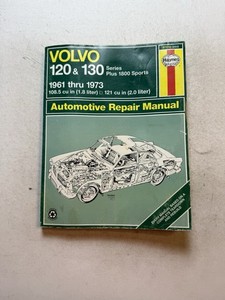 VOLVO
Haynes
120 & 130 Series
Plus 1800 Sports
1961 thru 1973
108.5 cu in (1.8 liter) □ 121 cu in (2.0 liter)
Automotive Repair Manual